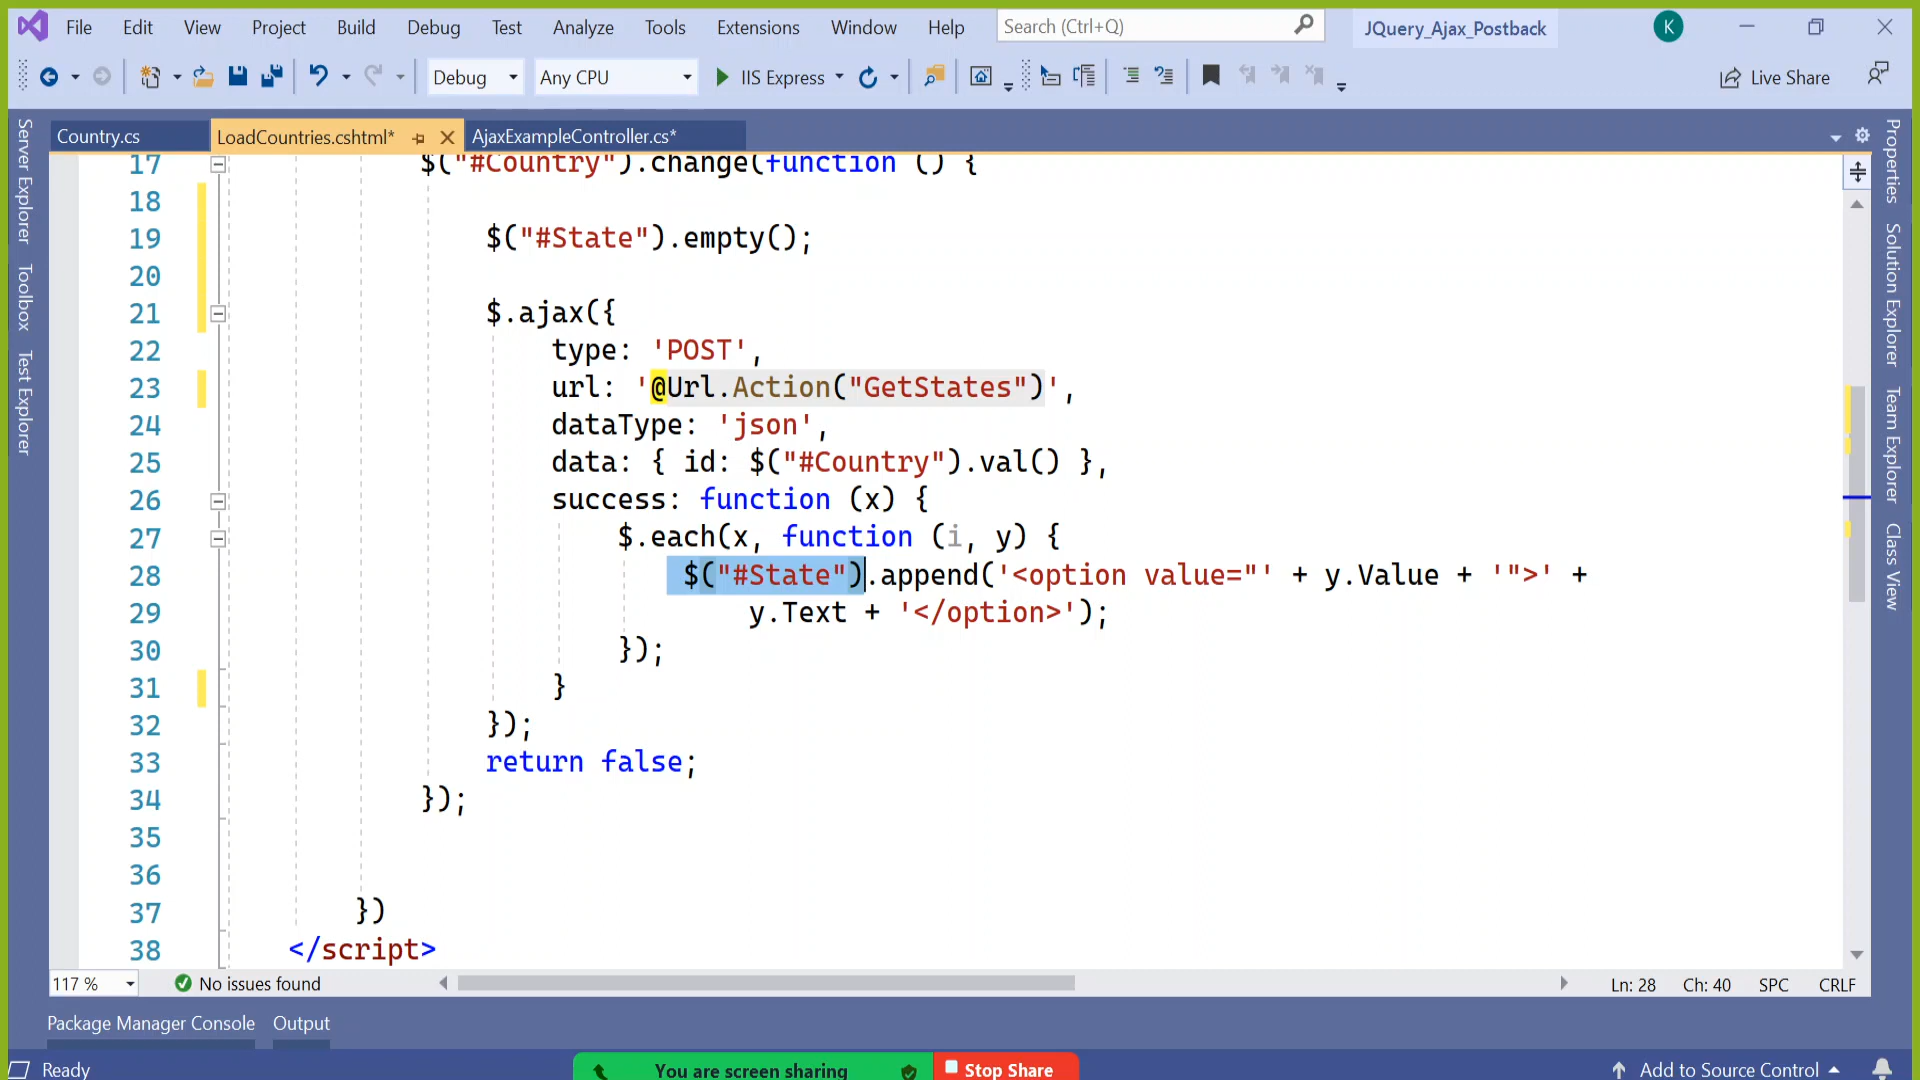 File Edit View Project Build Debug Test Analyze Tools Extensions Window Help Search (Ctrl+Q) JQuery_Ajax_Postback K
Debug Any CPU IIS Express Live Share
Country.cs LoadCountries.cshtml* AjaxExampleController.cs*
Server Explorer
Toolbox
Test Explorer
17 $("#Country").change(function () {
18
19 $("#State").empty();
20
21 $.ajax({
22 type: 'POST',
23 url: '@Url.Action("GetStates")',
24 dataType: 'json',
25 data: { id: $("#Country").val() },
26 success: function (x) {
27 $.each(x, function (i, y) {
28 $("#State").append('<option value="' + y.Value + '">' +
29 y.Text + '</option>');
30 });
31 }
32 });
33 return false;
34 });
35
36
37 })
38 </script>
Properties
Solution Explorer
Team Explorer
Class View
117 % No issues found Ln: 28 Ch: 40 SPC CRLF
Package Manager Console Output
Ready You are screen sharing Stop Share Add to Source Control